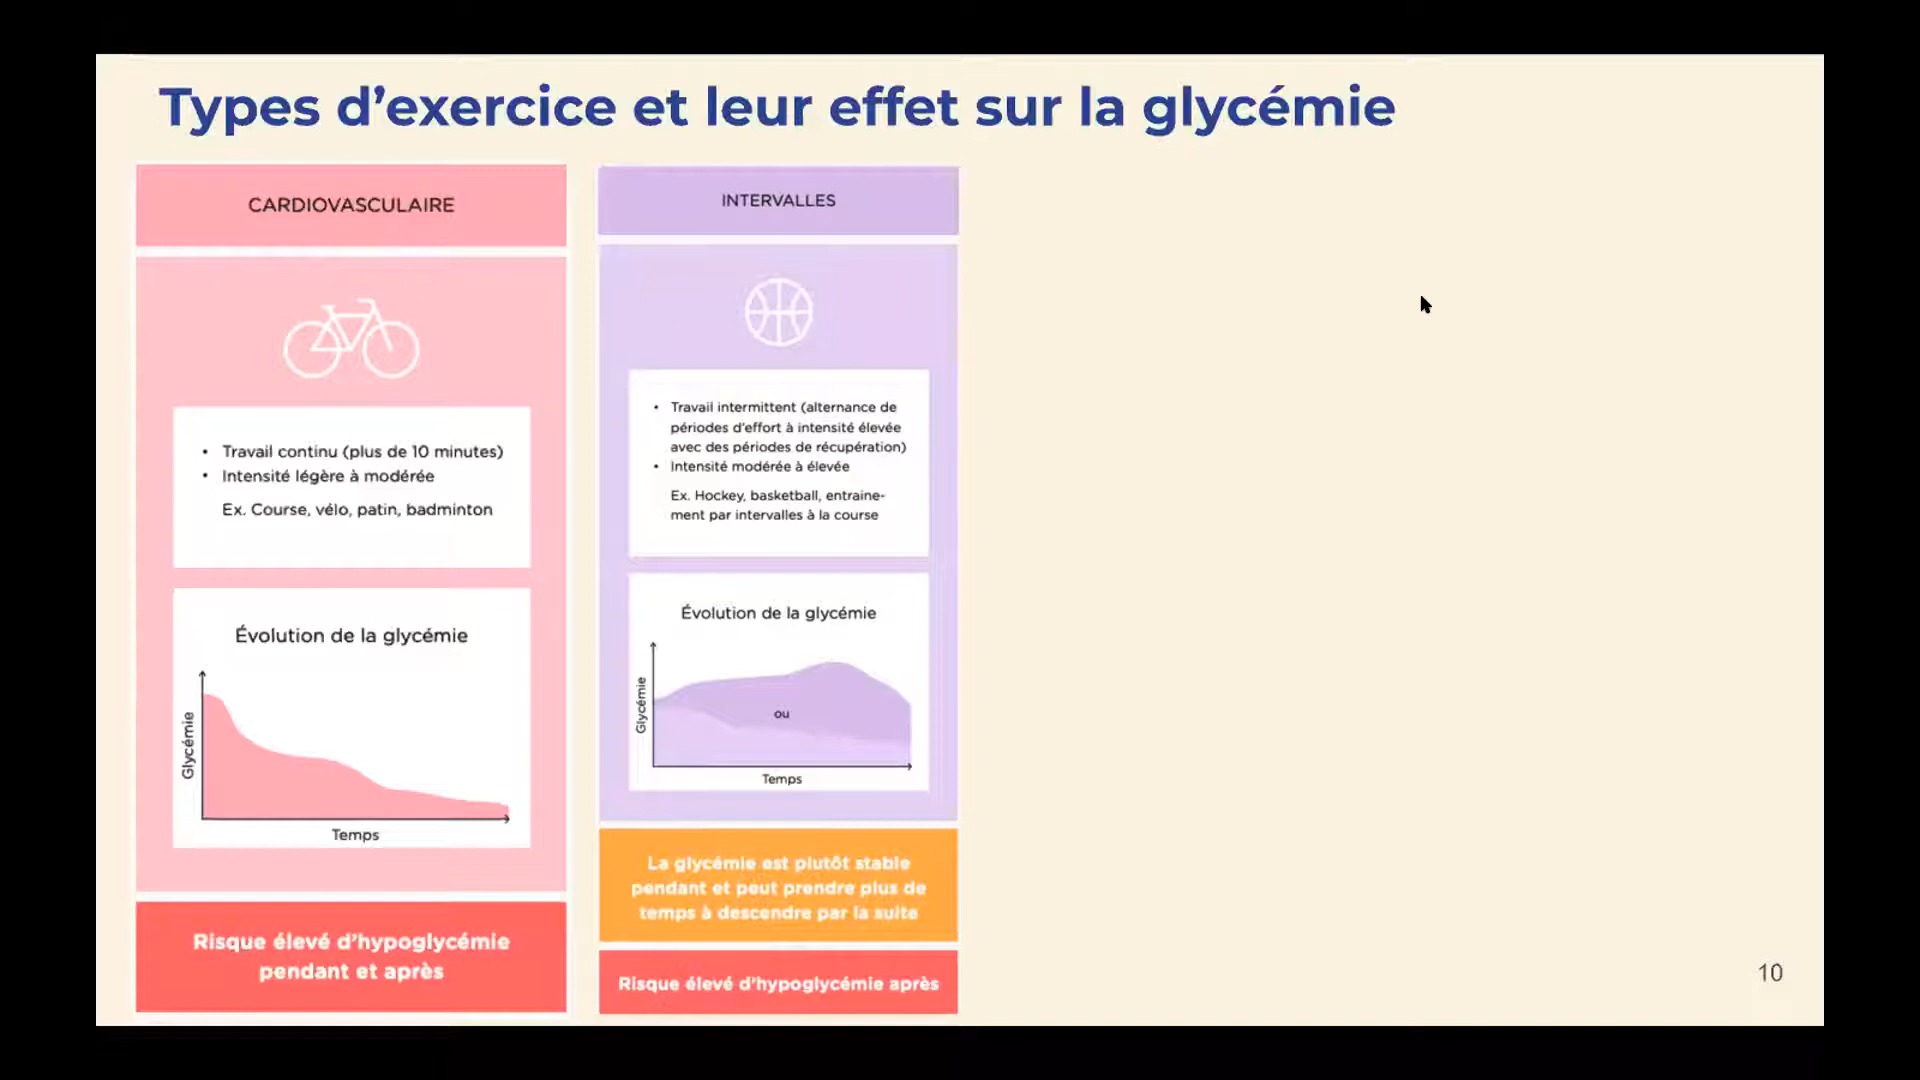 Types d’exercice et leur effet sur la glycémie
CARDIOVASCULAIRE
• Travail continu (plus de 10 minutes)
• Intensité légère à modérée
Ex. Course, vélo, patin, badminton
Évolution de la glycémie
Glycémie
Temps
Risque élevé d’hypoglycémie
pendant et après
INTERVALLES
• Travail intermittent (alternance de
périodes d’effort à intensité élevée
avec des périodes de récupération)
• Intensité modérée à élevée
Ex. Hockey, basketball, entraine-
ment par intervalles à la course
Évolution de la glycémie
Glycémie
ou
Temps
La glycémie est plutôt stable
pendant et peut prendre plus de
temps à descendre par la suite
Risque élevé d’hypoglycémie après
10